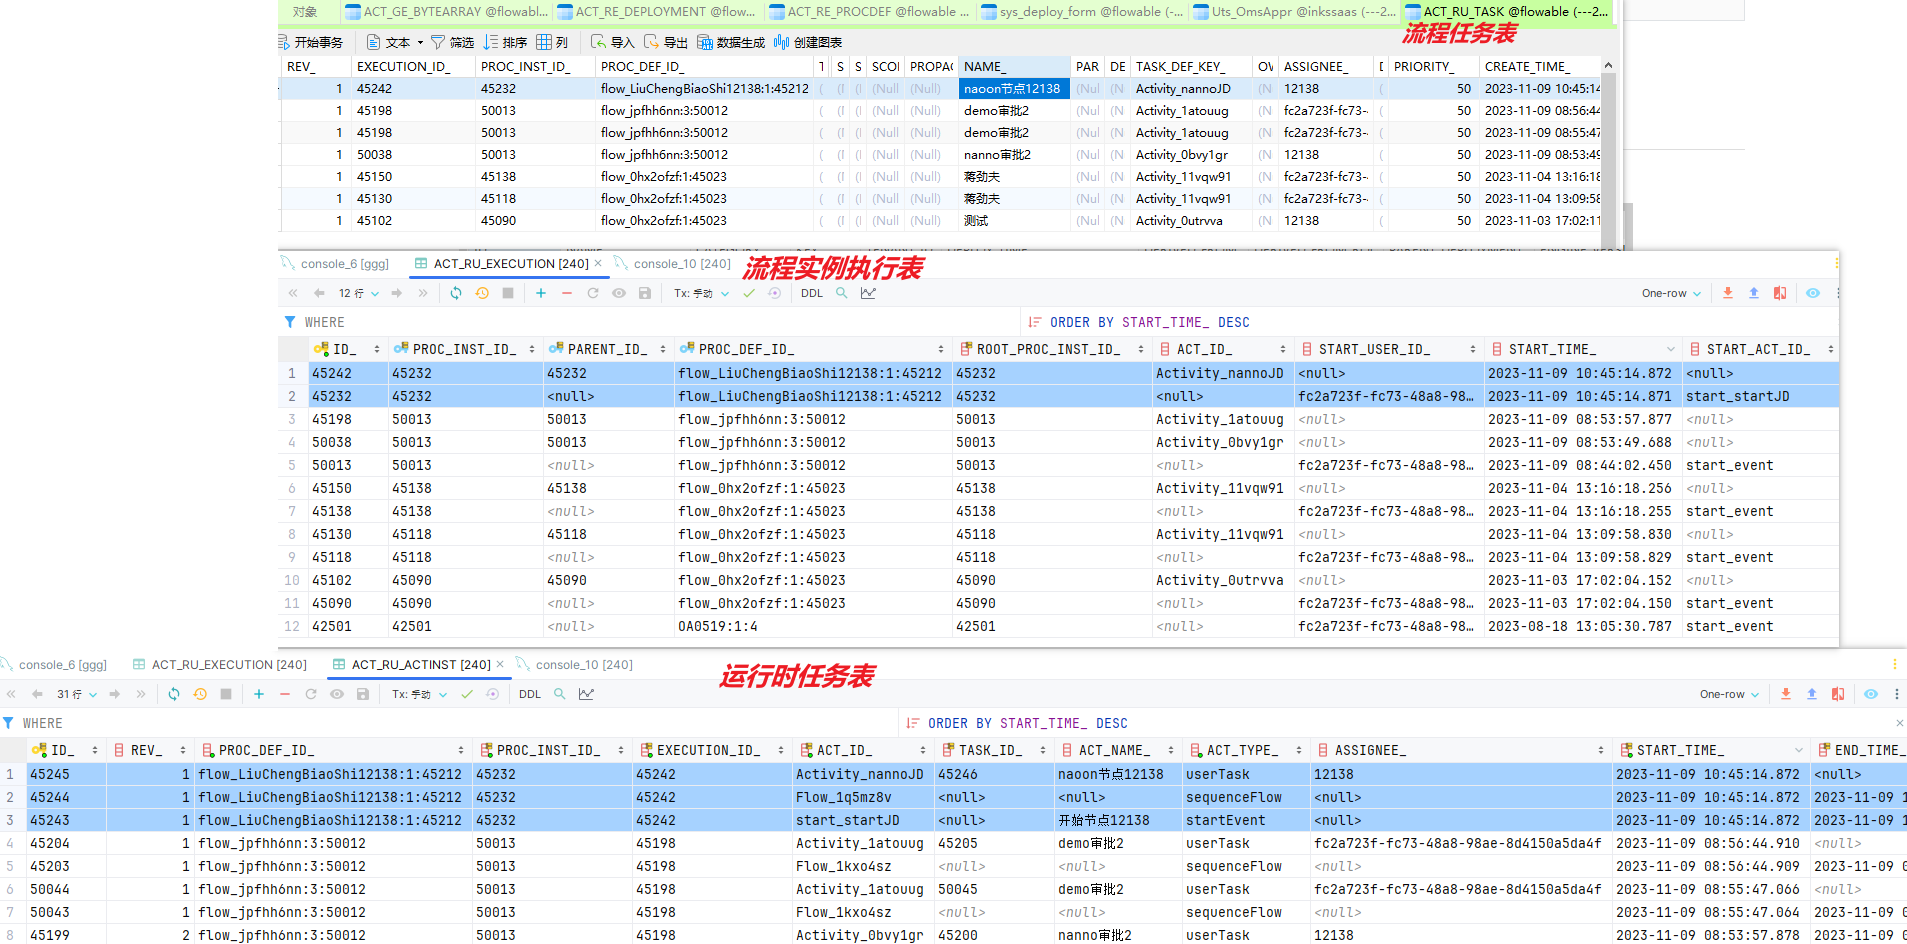 对象 ACT_GE_BYTEARRAY @flowabl... ACT_RE_DEPLOYMENT @flow... ACT_RE_PROCDEF @flowable ... sys_deploy_form @flowable (-... Uts_OmsAppr @inkssaas (---2... ACT_RU_TASK @flowable (---2...
流程任务表
开始事务 文本 筛选 排序 列 导入 导出 数据生成 创建图表
REV_ EXECUTION_ID_ PROC_INST_ID_ PROC_DEF_ID_ T S S SCOI PROPAC NAME_ PAR DE TASK_DEF_KEY_ OV ASSIGNEE_ D PRIORITY_ CREATE_TIME_
1 45242 45232 flow_LiuChengBiaoShi12138:1:45212 ( (I (I (Null (Null) naoon节点12138 (Nul (N Activity_nannoJD (N 12138 ( 50 2023-11-09 10:45:14
1 45198 50013 flow_jpfhh6nn:3:50012 ( (I (I (Null (Null) demo审批2 (Nul (N Activity_1atouug (N fc2a723f-fc73- ( 50 2023-11-09 08:56:44
1 45198 50013 flow_jpfhh6nn:3:50012 ( (I (I (Null (Null) demo审批2 (Nul (N Activity_1atouug (N fc2a723f-fc73- ( 50 2023-11-09 08:55:47
1 50038 50013 flow_jpfhh6nn:3:50012 ( (I (I (Null (Null) nanno审批2 (Nul (N Activity_0bvy1gr (N 12138 ( 50 2023-11-09 08:53:49
1 45150 45138 flow_0hx2ofzf:1:45023 ( (I (I (Null (Null) 蒋劲夫 (Nul (N Activity_11vqw91 (N fc2a723f-fc73- ( 50 2023-11-04 13:16:18
1 45130 45118 flow_0hx2ofzf:1:45023 ( (I (I (Null (Null) 蒋劲夫 (Nul (N Activity_11vqw91 (N fc2a723f-fc73- ( 50 2023-11-04 13:09:58
1 45102 45090 flow_0hx2ofzf:1:45023 ( (I (I (Null (Null) 测试 (Nul (N Activity_0utrvva (N 12138 ( 50 2023-11-03 17:02:11
console_6 [ggg] ACT_RU_EXECUTION [240] console_10 [240] 流程实例执行表
12 行 Tx: 手动 DDL One-row
WHERE ORDER BY START_TIME_ DESC
ID_ PROC_INST_ID_ PARENT_ID_ PROC_DEF_ID_ ROOT_PROC_INST_ID_ ACT_ID_ START_USER_ID_ START_TIME_ START_ACT_ID_
1 45242 45232 45232 flow_LiuChengBiaoShi12138:1:45212 45232 Activity_nannoJD <null> 2023-11-09 10:45:14.872 <null>
2 45232 45232 <null> flow_LiuChengBiaoShi12138:1:45212 45232 <null> fc2a723f-fc73-48a8-98… 2023-11-09 10:45:14.871 start_startJD
3 45198 50013 50013 flow_jpfhh6nn:3:50012 50013 Activity_1atouug <null> 2023-11-09 08:53:57.877 <null>
4 50038 50013 50013 flow_jpfhh6nn:3:50012 50013 Activity_0bvy1gr <null> 2023-11-09 08:53:49.688 <null>
5 50013 50013 <null> flow_jpfhh6nn:3:50012 50013 <null> fc2a723f-fc73-48a8-98… 2023-11-09 08:44:02.450 start_event
6 45150 45138 45138 flow_0hx2ofzf:1:45023 45138 Activity_11vqw91 <null> 2023-11-04 13:16:18.256 <null>
7 45138 45138 <null> flow_0hx2ofzf:1:45023 45138 <null> fc2a723f-fc73-48a8-98… 2023-11-04 13:16:18.255 start_event
8 45130 45118 45118 flow_0hx2ofzf:1:45023 45118 Activity_11vqw91 <null> 2023-11-04 13:09:58.830 <null>
9 45118 45118 <null> flow_0hx2ofzf:1:45023 45118 <null> fc2a723f-fc73-48a8-98… 2023-11-04 13:09:58.829 start_event
10 45102 45090 45090 flow_0hx2ofzf:1:45023 45090 Activity_0utrvva <null> 2023-11-03 17:02:04.152 <null>
11 45090 45090 <null> flow_0hx2ofzf:1:45023 45090 <null> fc2a723f-fc73-48a8-98… 2023-11-03 17:02:04.150 start_event
12 42501 42501 <null> OA0519:1:4 42501 <null> fc2a723f-fc73-48a8-98… 2023-08-18 13:05:30.787 start_event
console_6 [ggg] ACT_RU_EXECUTION [240] ACT_RU_ACTINST [240] console_10 [240] 运行时任务表
31 行 Tx: 手动 DDL One-row
WHERE ORDER BY START_TIME_ DESC
ID_ REV_ PROC_DEF_ID_ PROC_INST_ID_ EXECUTION_ID_ ACT_ID_ TASK_ID_ ACT_NAME_ ACT_TYPE_ ASSIGNEE_ START_TIME_ END_TIME_
1 45245 1 flow_LiuChengBiaoShi12138:1:45212 45232 45242 Activity_nannoJD 45246 naoon节点12138 userTask 12138 2023-11-09 10:45:14.872 <null>
2 45244 1 flow_LiuChengBiaoShi12138:1:45212 45232 45242 Flow_1q5mz8v <null> <null> sequenceFlow <null> 2023-11-09 10:45:14.872 2023-11-09 1
3 45243 1 flow_LiuChengBiaoShi12138:1:45212 45232 45242 start_startJD <null> 开始节点12138 startEvent <null> 2023-11-09 10:45:14.872 2023-11-09 1
4 45204 1 flow_jpfhh6nn:3:50012 50013 45198 Activity_1atouug 45205 demo审批2 userTask fc2a723f-fc73-48a8-98ae-8d4150a5da4f 2023-11-09 08:56:44.910 <null>
5 45203 1 flow_jpfhh6nn:3:50012 50013 45198 Flow_1kxo4sz <null> <null> sequenceFlow <null> 2023-11-09 08:56:44.909 2023-11-09 0
6 50044 1 flow_jpfhh6nn:3:50012 50013 45198 Activity_1atouug 50045 demo审批2 userTask fc2a723f-fc73-48a8-98ae-8d4150a5da4f 2023-11-09 08:55:47.066 <null>
7 50043 1 flow_jpfhh6nn:3:50012 50013 45198 Flow_1kxo4sz <null> <null> sequenceFlow <null> 2023-11-09 08:55:47.064 2023-11-09 0
8 45199 2 flow_jpfhh6nn:3:50012 50013 45198 Activity_0bvy1gr 45200 nanno审批2 userTask 12138 2023-11-09 08:53:57.878 2023-11-09 0